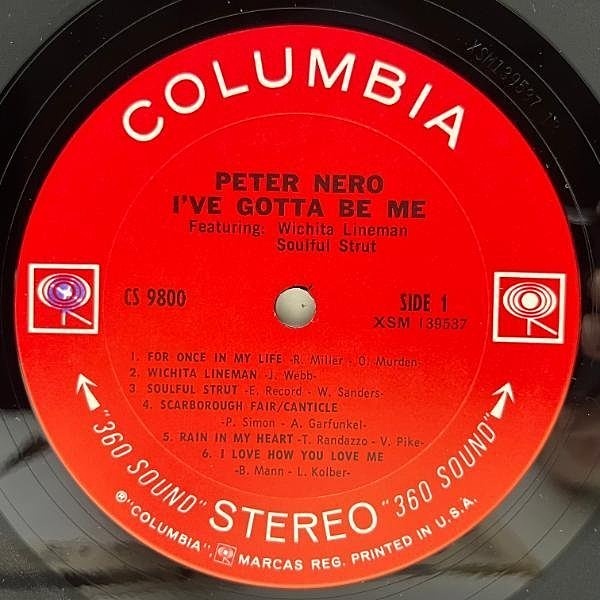 COLUMBIA
XSM139537
PETER NERO
I'VE GOTTA BE ME
Featuring: Wichita Lineman
Soulful Strut
CS 9800
SIDE 1
XSM 139537
1. FOR ONCE IN MY LIFE -R. Miller - O. Murden-
2. WICHITA LINEMAN -J. Webb-
3. SOULFUL STRUT -E. Record - W. Sanders-
4. SCARBOROUGH FAIR/CANTICLE
-P. Simon - A. Garfunkel-
5. RAIN IN MY HEART -T. Randazzo - V. Pike-
6. I LOVE HOW YOU LOVE ME
-B. Mann - L. Kolber-
"360 SOUND" STEREO "360 SOUND"
®"COLUMBIA", MARCAS REG. PRINTED IN U.S.A.